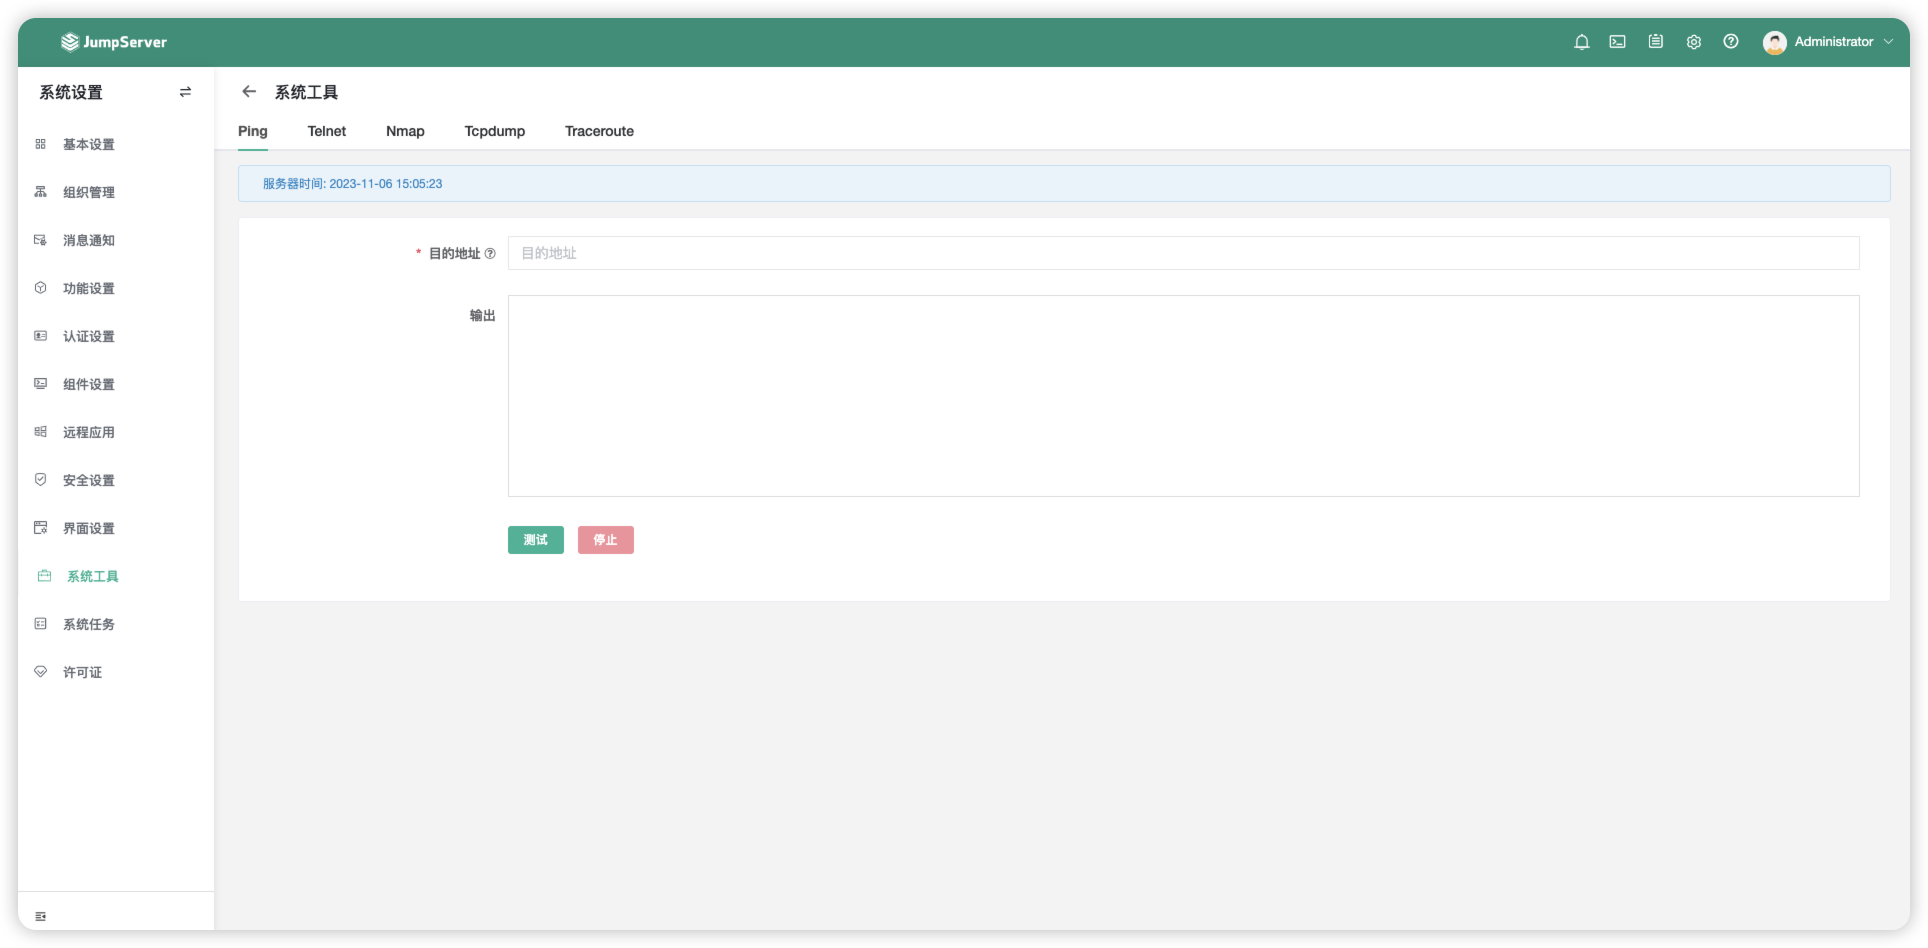 JumpServer
Administrator
系统设置
基本设置
组织管理
消息通知
功能设置
认证设置
组件设置
远程应用
安全设置
界面设置
系统工具
系统任务
许可证
系统工具
Ping Telnet Nmap Tcpdump Traceroute
服务器时间: 2023-11-06 15:05:23
* 目的地址 目的地址
输出
测试 停止